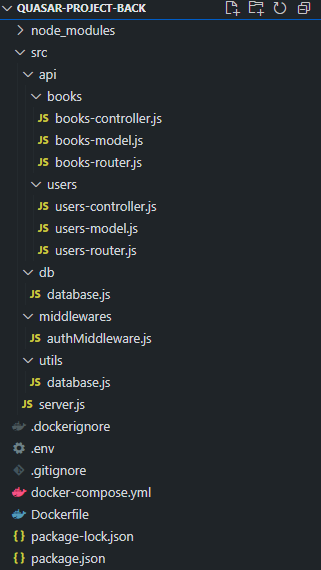 QUASAR-PROJECT-BACK
node_modules
src
api
books
JS books-controller.js
JS books-model.js
JS books-router.js
users
JS users-controller.js
JS users-model.js
JS users-router.js
db
JS database.js
middlewares
JS authMiddleware.js
utils
JS database.js
JS server.js
.dockerignore
.env
.gitignore
docker-compose.yml
Dockerfile
{ } package-lock.json
{ } package.json